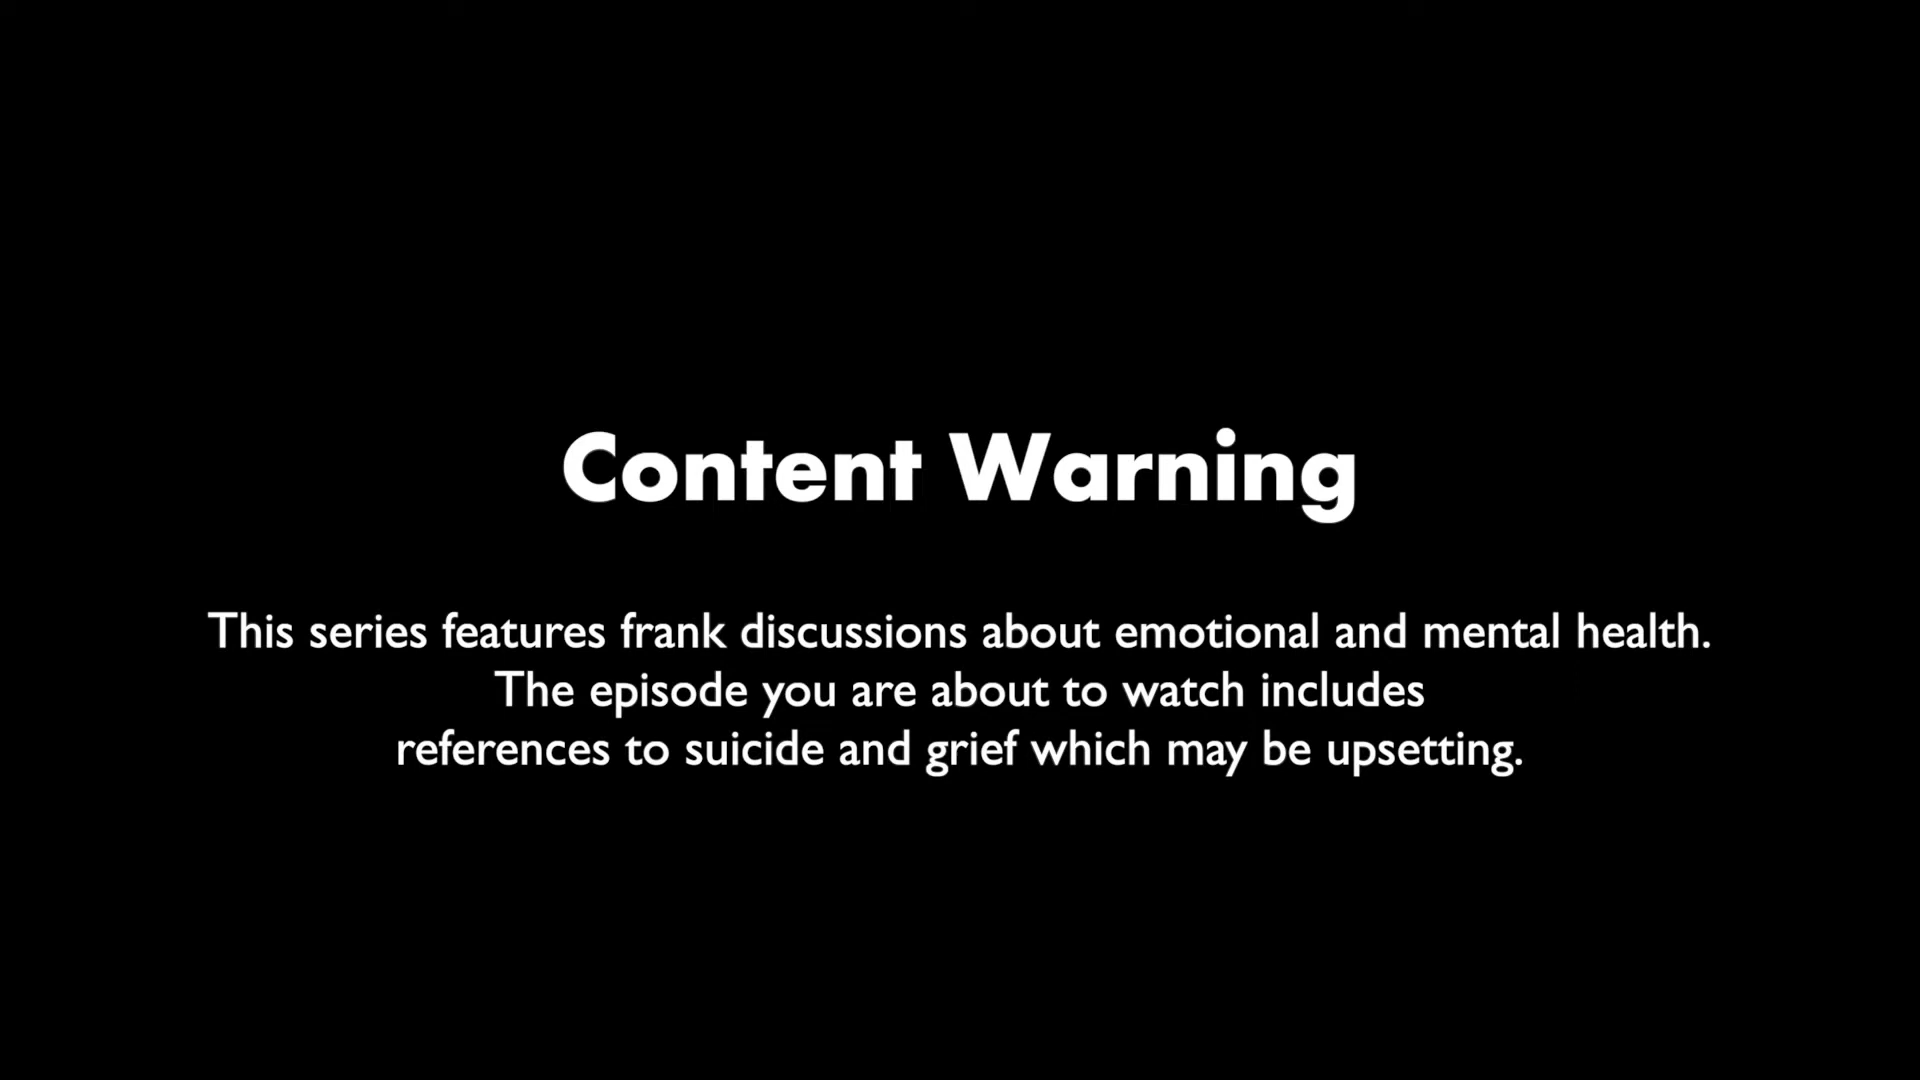 Content Warning
This series features frank discussions about emotional and mental health.
The episode you are about to watch includes
references to suicide and grief which may be upsetting.